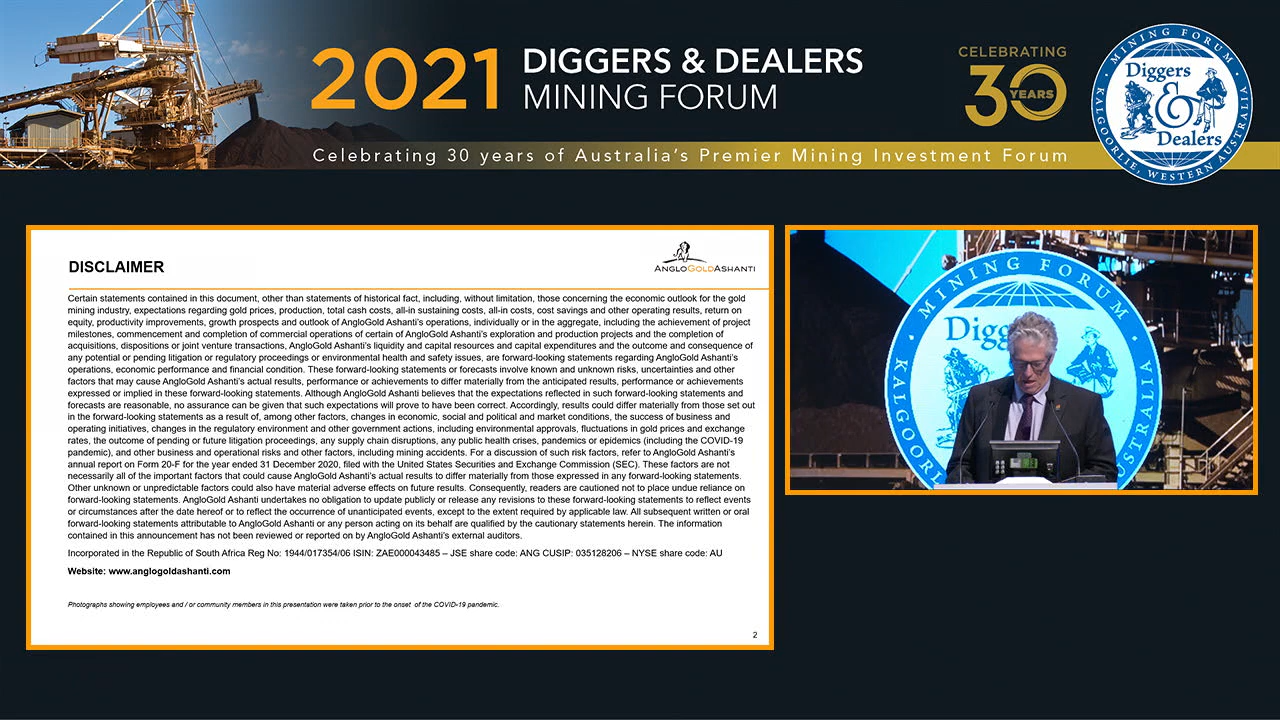 2021 DIGGERS & DEALERS
MINING FORUM
CELEBRATING
30 YEARS
Celebrating 30 years of Australia's Premier Mining Investment Forum
MINING FORUM
Diggers
&
Dealers
KALGOORLIE, WESTERN AUSTRALIA
DISCLAIMER
ANGLOGOLDASHANTI
Certain statements contained in this document, other than statements of historical fact, including, without limitation, those concerning the economic outlook for the gold
mining industry, expectations regarding gold prices, production, total cash costs, all-in sustaining costs, all-in costs, cost savings and other operating results, return on
equity, productivity improvements, growth prospects and outlook of AngloGold Ashanti's operations, individually or in the aggregate, including the achievement of project
milestones, commencement and completion of commercial operations of certain of AngloGold Ashanti's exploration and production projects and the completion of
acquisitions, dispositions or joint venture transactions, AngloGold Ashanti's liquidity and capital resources and capital expenditures and the outcome and consequence of
any potential or pending litigation or regulatory proceedings or environmental health and safety issues, are forward-looking statements regarding AngloGold Ashanti's
operations, economic performance and financial condition. These forward-looking statements or forecasts involve known and unknown risks, uncertainties and other
factors that may cause AngloGold Ashanti's actual results, performance or achievements to differ materially from the anticipated results, performance or achievements
expressed or implied in these forward-looking statements. Although AngloGold Ashanti believes that the expectations reflected in such forward-looking statements and
forecasts are reasonable, no assurance can be given that such expectations will prove to have been correct. Accordingly, results could differ materially from those set out
in the forward-looking statements as a result of, among other factors, changes in economic, social and political and market conditions, the success of business and
operating initiatives, changes in the regulatory environment and other government actions, including environmental approvals, fluctuations in gold prices and exchange
rates, the outcome of pending or future litigation proceedings, any supply chain disruptions, any public health crises, pandemics or epidemics (including the COVID-19
pandemic), and other business and operational risks and other factors, including mining accidents. For a discussion of such risk factors, refer to AngloGold Ashanti's
annual report on Form 20-F for the year ended 31 December 2020, filed with the United States Securities and Exchange Commission (SEC). These factors are not
necessarily all of the important factors that could cause AngloGold Ashanti's actual results to differ materially from those expressed in any forward-looking statements.
Other unknown or unpredictable factors could also have material adverse effects on future results. Consequently, readers are cautioned not to place undue reliance on
forward-looking statements. AngloGold Ashanti undertakes no obligation to update publicly or release any revisions to these forward-looking statements to reflect events
or circumstances after the date hereof or to reflect the occurrence of unanticipated events, except to the extent required by applicable law. All subsequent written or oral
forward-looking statements attributable to AngloGold Ashanti or any person acting on its behalf are qualified by the cautionary statements herein. The information
contained in this announcement has not been reviewed or reported on by AngloGold Ashanti's external auditors.
Incorporated in the Republic of South Africa Reg No: 1944/017354/06 ISIN: ZAE000043485 – JSE share code: ANG CUSIP: 035128206 – NYSE share code: AU
Website: www.anglogoldashanti.com
Photographs showing employees and / or community members in this presentation were taken prior to the onset of the COVID-19 pandemic.
2
MINING FORUM
Digg
KALGOORL
STRALIA